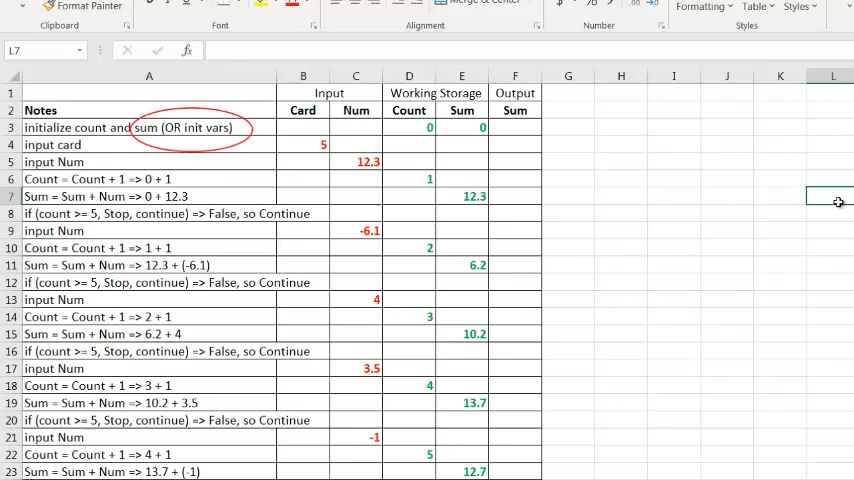 Format Painter
Merge & Center
Formatting Table Styles
Clipboard Font Alignment Number Styles
L7 fx
A B C D E F G H I J K L
1 Input Working Storage Output
2 Notes Card Num Count Sum Sum
3 initialize count and sum (OR init vars) 0 0
4 input card 5
5 input Num 12.3
6 Count = Count + 1 => 0 + 1 1
7 Sum = Sum + Num => 0 + 12.3 12.3
8 if (count >= 5, Stop, continue) => False, so Continue
9 input Num -6.1
10 Count = Count + 1 => 1 + 1 2
11 Sum = Sum + Num => 12.3 + (-6.1) 6.2
12 if (count >= 5, Stop, continue) => False, so Continue
13 input Num 4
14 Count = Count + 1 => 2 + 1 3
15 Sum = Sum + Num => 6.2 + 4 10.2
16 if (count >= 5, Stop, continue) => False, so Continue
17 input Num 3.5
18 Count = Count + 1 => 3 + 1 4
19 Sum = Sum + Num => 10.2 + 3.5 13.7
20 if (count >= 5, Stop, continue) => False, so Continue
21 input Num -1
22 Count = Count + 1 => 4 + 1 5
23 Sum = Sum + Num => 13.7 + (-1) 12.7